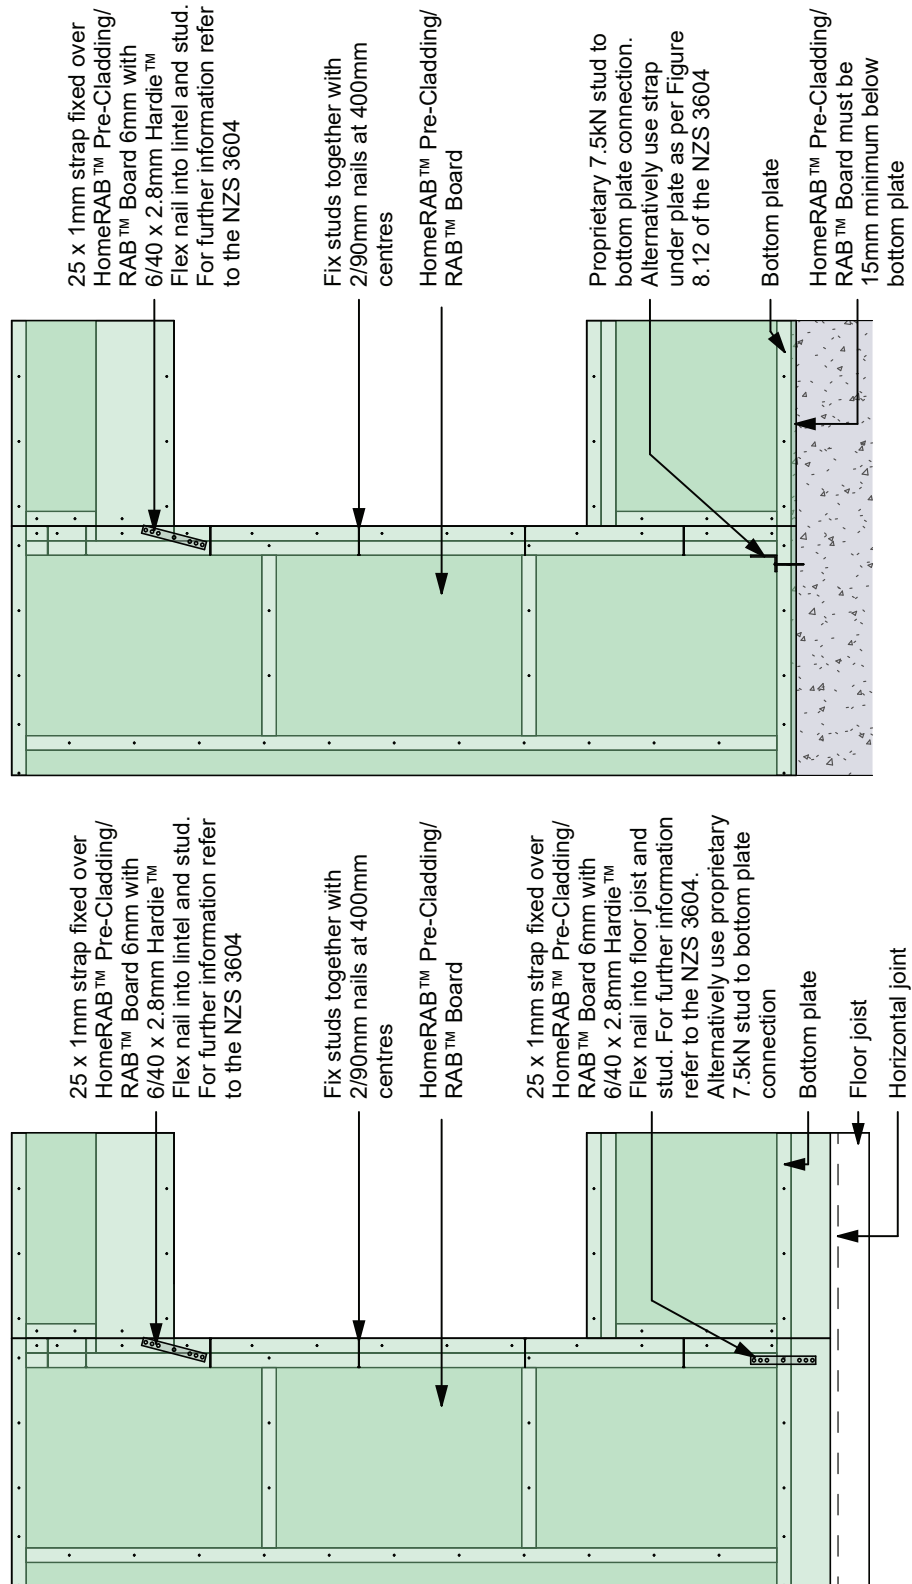 25 x 1mm strap fixed over
HomeRAB™ Pre-Cladding/
RAB™ Board 6mm with
6/40 x 2.8mm Hardie™
Flex nail into lintel and stud.
For further information refer
to the NZS 3604
Fix studs together with
2/90mm nails at 400mm
centres
HomeRAB™ Pre-Cladding/
RAB™ Board
Proprietary 7.5kN stud to
bottom plate connection.
Alternatively use strap
under plate as per Figure
8.12 of the NZS 3604
Bottom plate
HomeRAB™ Pre-Cladding/
RAB™ Board must be
15mm minimum below
bottom plate
25 x 1mm strap fixed over
HomeRAB™ Pre-Cladding/
RAB™ Board 6mm with
6/40 x 2.8mm Hardie™
Flex nail into lintel and stud.
For further information refer
to the NZS 3604
Fix studs together with
2/90mm nails at 400mm
centres
HomeRAB™ Pre-Cladding/
RAB™ Board
25 x 1mm strap fixed over
HomeRAB™ Pre-Cladding/
RAB™ Board 6mm with
6/40 x 2.8mm Hardie™
Flex nail into floor joist and
stud. For further information
refer to the NZS 3604.
Alternatively use proprietary
7.5kN stud to bottom plate
connection
Bottom plate
Floor joist
Horizontal joint